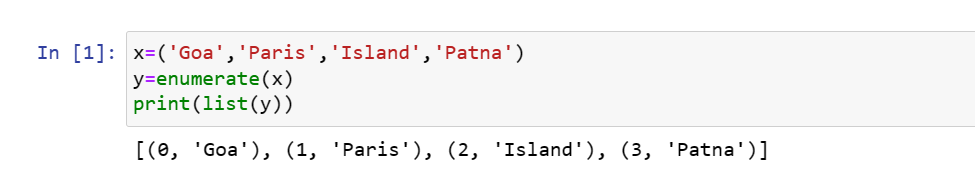 In [1]: x=('Goa','Paris','Island','Patna')
y=enumerate(x)
print(list(y))
[(0, 'Goa'), (1, 'Paris'), (2, 'Island'), (3, 'Patna')]